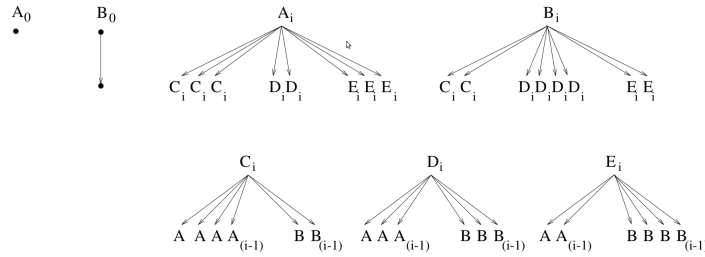 A0 B0 Ai Bi
Ci Ci Ci Di Di Ei Ei Ei Ci Ci Di Di Di Di Ei Ei
Ci Di Ei
A A A A(i-1) B B(i-1) A A A(i-1) B B B(i-1) A A(i-1) B B B B(i-1)